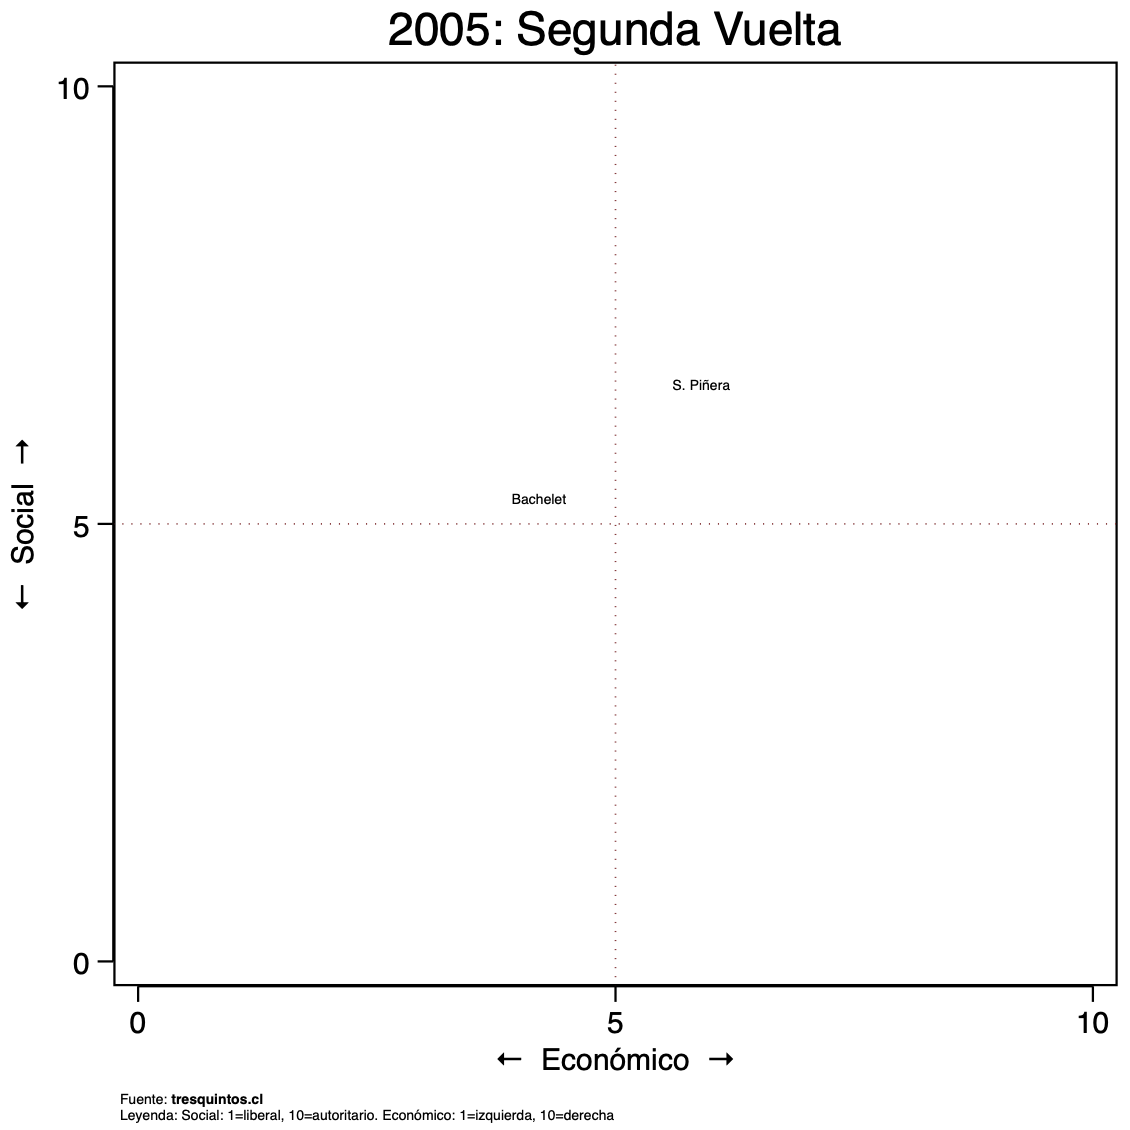 2005: Segunda Vuelta
10
S. Piñera
Bachelet
← Social →
5
0
0 5 10
← Económico →
Fuente: tresquintos.cl
Leyenda: Social: 1=liberal, 10=autoritario. Económico: 1=izquierda, 10=derecha